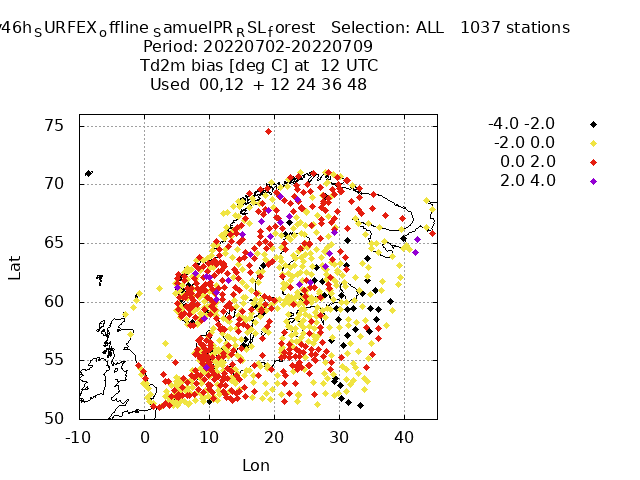 v46h_SURFEX_offline_SamuelPR_RSL_forest Selection: ALL 1037 stations
Period: 20220702-20220709
Td2m bias [deg C] at 12 UTC
Used 00,12 + 12 24 36 48
-4.0 -2.0
-2.0 0.0
0.0 2.0
2.0 4.0
75
70
65
60
55
50
Lat
-10 0 10 20 30 40
Lon